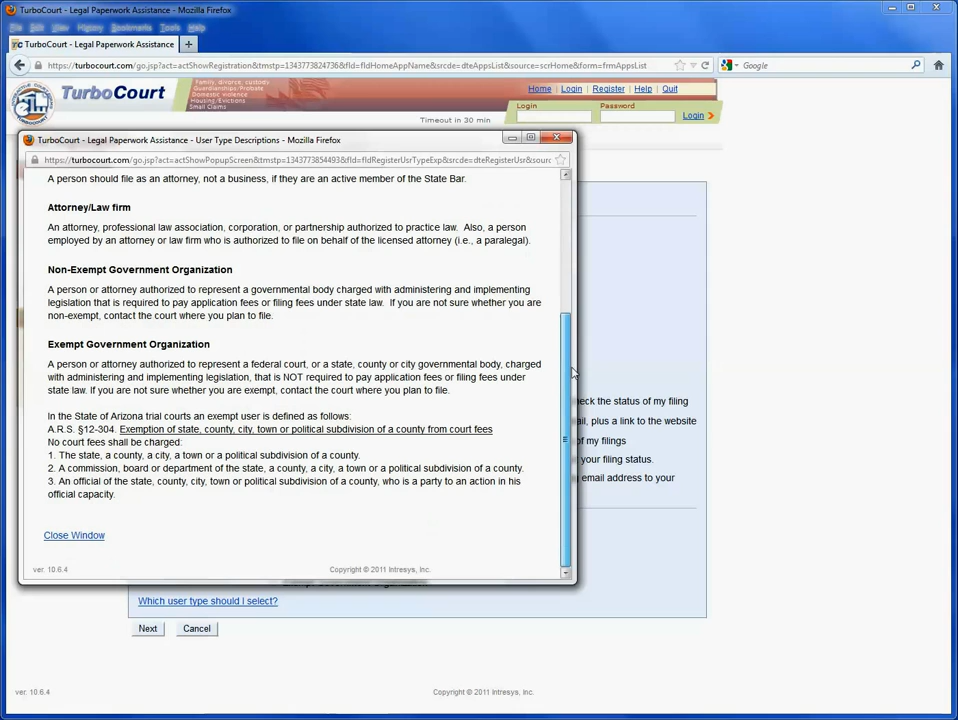 TurboCourt - Legal Paperwork Assistance - Mozilla Firefox
File Edit View History Bookmarks Tools Help
TurboCourt - Legal Paperwork Assistance
https://turbocourt.com/go.jsp?act=actShowRegistration&tmstp=1343773824736&fld=fldHomeAppName&srcde=dteAppsList&source=scrHome&form=frmAppsList
Google
TurboCourt
Family, divorce, custody
Guardianships/Probate
Domestic violence
Housing/Evictions
Small Claims
Home | Login | Register | Help | Quit
Login Password
Login
Timeout in 30 min
TurboCourt - Legal Paperwork Assistance - User Type Descriptions - Mozilla Firefox
https://turbocourt.com/go.jsp?act=actShowPopupScreen&tmstp=1343773854493&fld=fldRegisterUsrTypeExp&srcde=dteRegisterUsr&sourc
A person should file as an attorney, not a business, if they are an active member of the State Bar.
Attorney/Law firm
An attorney, professional law association, corporation, or partnership authorized to practice law. Also, a person
employed by an attorney or law firm who is authorized to file on behalf of the licensed attorney (i.e., a paralegal).
Non-Exempt Government Organization
A person or attorney authorized to represent a governmental body charged with administering and implementing
legislation that is required to pay application fees or filing fees under state law. If you are not sure whether you are
non-exempt, contact the court where you plan to file.
Exempt Government Organization
A person or attorney authorized to represent a federal court, or a state, county or city governmental body, charged
with administering and implementing legislation, that is NOT required to pay application fees or filing fees under
state law. If you are not sure whether you are exempt, contact the court where you plan to file.
In the State of Arizona trial courts an exempt user is defined as follows:
A.R.S. §12-304. Exemption of state, county, city, town or political subdivision of a county from court fees
No court fees shall be charged:
1. The state, a county, a city, a town or a political subdivision of a county.
2. A commission, board or department of the state, a county, a city, a town or a political subdivision of a county.
3. An official of the state, county, city, town or political subdivision of a county, who is a party to an action in his
official capacity.
Close Window
ver. 10.6.4 Copyright © 2011 Intresys, Inc.
eck the status of my filing
ail, plus a link to the website
of my filings
your filing status.
email address to your
Which user type should I select?
Next Cancel
ver. 10.6.4 Copyright © 2011 Intresys, Inc.